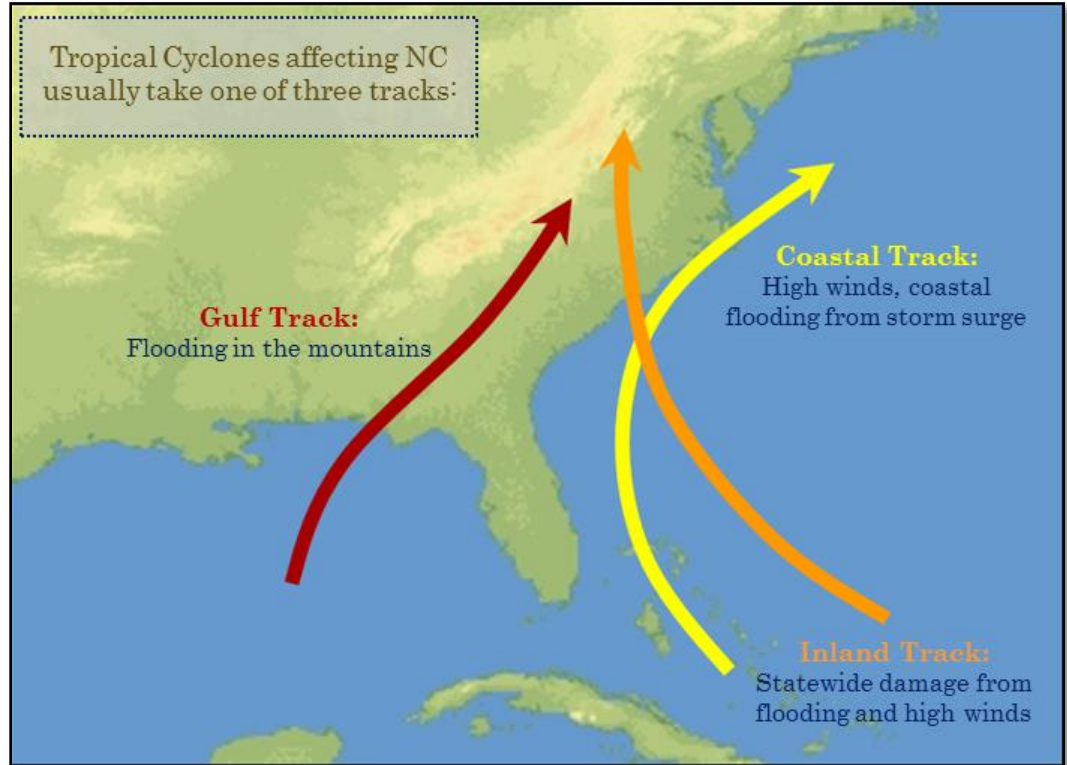 Tropical Cyclones affecting NC
usually take one of three tracks:
Gulf Track:
Flooding in the mountains
Coastal Track:
High winds, coastal
flooding from storm surge
Inland Track:
Statewide damage from
flooding and high winds